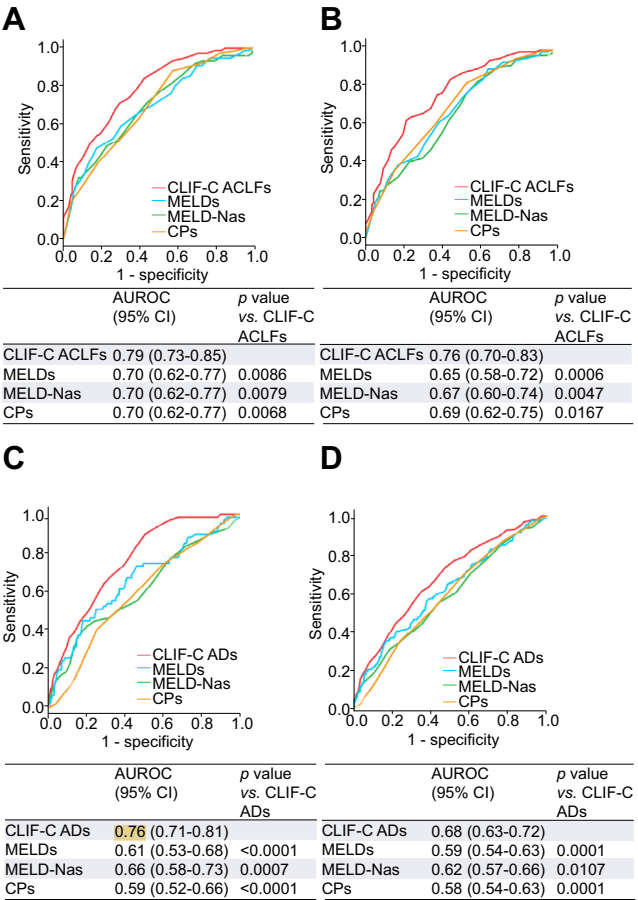 A
1.0
0.8
0.6
0.4
0.2
0.0
Sensitivity
CLIF-C ACLFs
MELDs
MELD-Nas
CPs
0.0 0.2 0.4 0.6 0.8 1.0
1 - specificity
AUROC (95% CI) p value vs. CLIF-C ACLFs
CLIF-C ACLFs 0.79 (0.73-0.85)
MELDs 0.70 (0.62-0.77) 0.0086
MELD-Nas 0.70 (0.62-0.77) 0.0079
CPs 0.70 (0.62-0.77) 0.0068
B
1.0
0.8
0.6
0.4
0.2
0.0
Sensitivity
CLIF-C ACLFs
MELDs
MELD-Nas
CPs
0.0 0.2 0.4 0.6 0.8 1.0
1 - specificity
AUROC (95% CI) p value vs. CLIF-C ACLFs
CLIF-C ACLFs 0.76 (0.70-0.83)
MELDs 0.65 (0.58-0.72) 0.0006
MELD-Nas 0.67 (0.60-0.74) 0.0047
CPs 0.69 (0.62-0.75) 0.0167
C
1.0
0.8
0.6
0.4
0.2
0.0
Sensitivity
CLIF-C ADs
MELDs
MELD-Nas
CPs
0.0 0.2 0.4 0.6 0.8 1.0
1 - specificity
AUROC (95% CI) p value vs. CLIF-C ADs
CLIF-C ADs 0.76 (0.71-0.81)
MELDs 0.61 (0.53-0.68) <0.0001
MELD-Nas 0.66 (0.58-0.73) 0.0007
CPs 0.59 (0.52-0.66) <0.0001
D
1.0
0.8
0.6
0.4
0.2
0.0
Sensitivity
CLIF-C ADs
MELDs
MELD-Nas
CPs
0.0 0.2 0.4 0.6 0.8 1.0
1 - specificity
AUROC (95% CI) p value vs. CLIF-C ADs
CLIF-C ADs 0.68 (0.63-0.72)
MELDs 0.59 (0.54-0.63) 0.0001
MELD-Nas 0.62 (0.57-0.66) 0.0107
CPs 0.58 (0.54-0.63) 0.0001